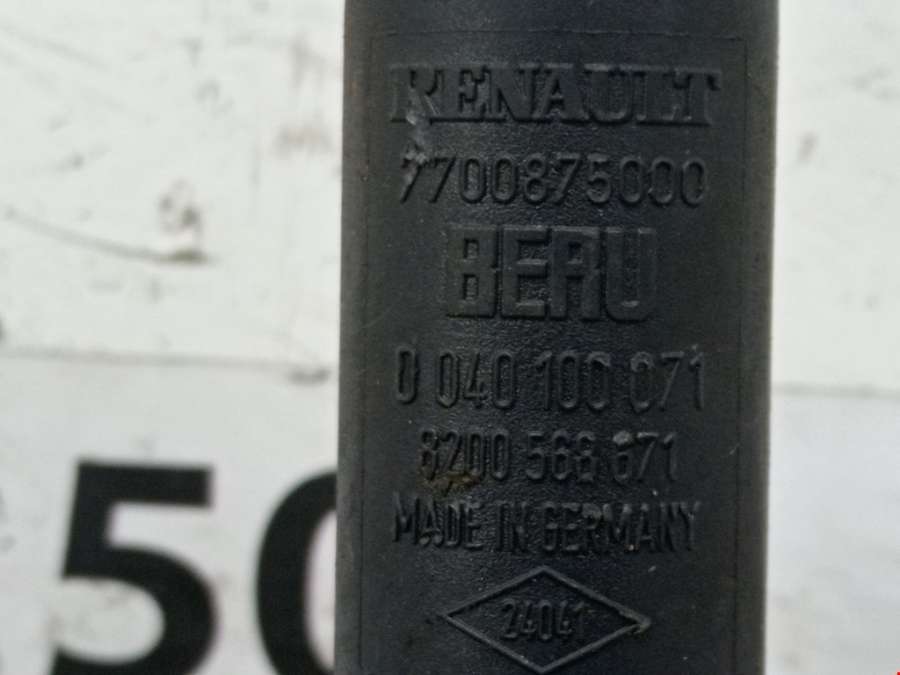 RENAULT
7700875000
BERU
0 040 100 071
8200 568 671
MADE IN GERMANY
24041
50